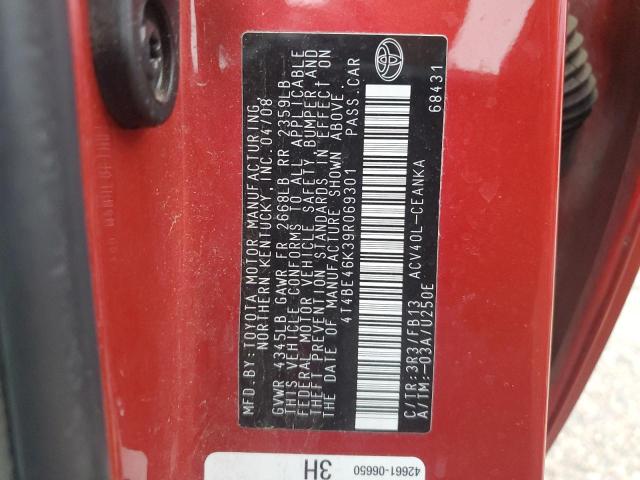 MFD.BY:TOYOTA MOTOR MANUFACTURING,
NORTHERN KENTUCKY, INC. 04/08
GVWR 4345LB GAWR FR 2668LB RR 2359LB
THIS VEHICLE CONFORMS TO ALL APPLICABLE
FEDERAL MOTOR VEHICLE SAFETY, BUMPER, AND
THEFT PREVENTION STANDARDS IN EFFECT ON
THE DATE OF MANUFACTURE SHOWN ABOVE.
4T4BE46K39R069301 PASS.CAR
C/TR:3R3/FB13 ACV40L-CEANKA
A/TM:-03A/U250E 68431
42661-06650
3H